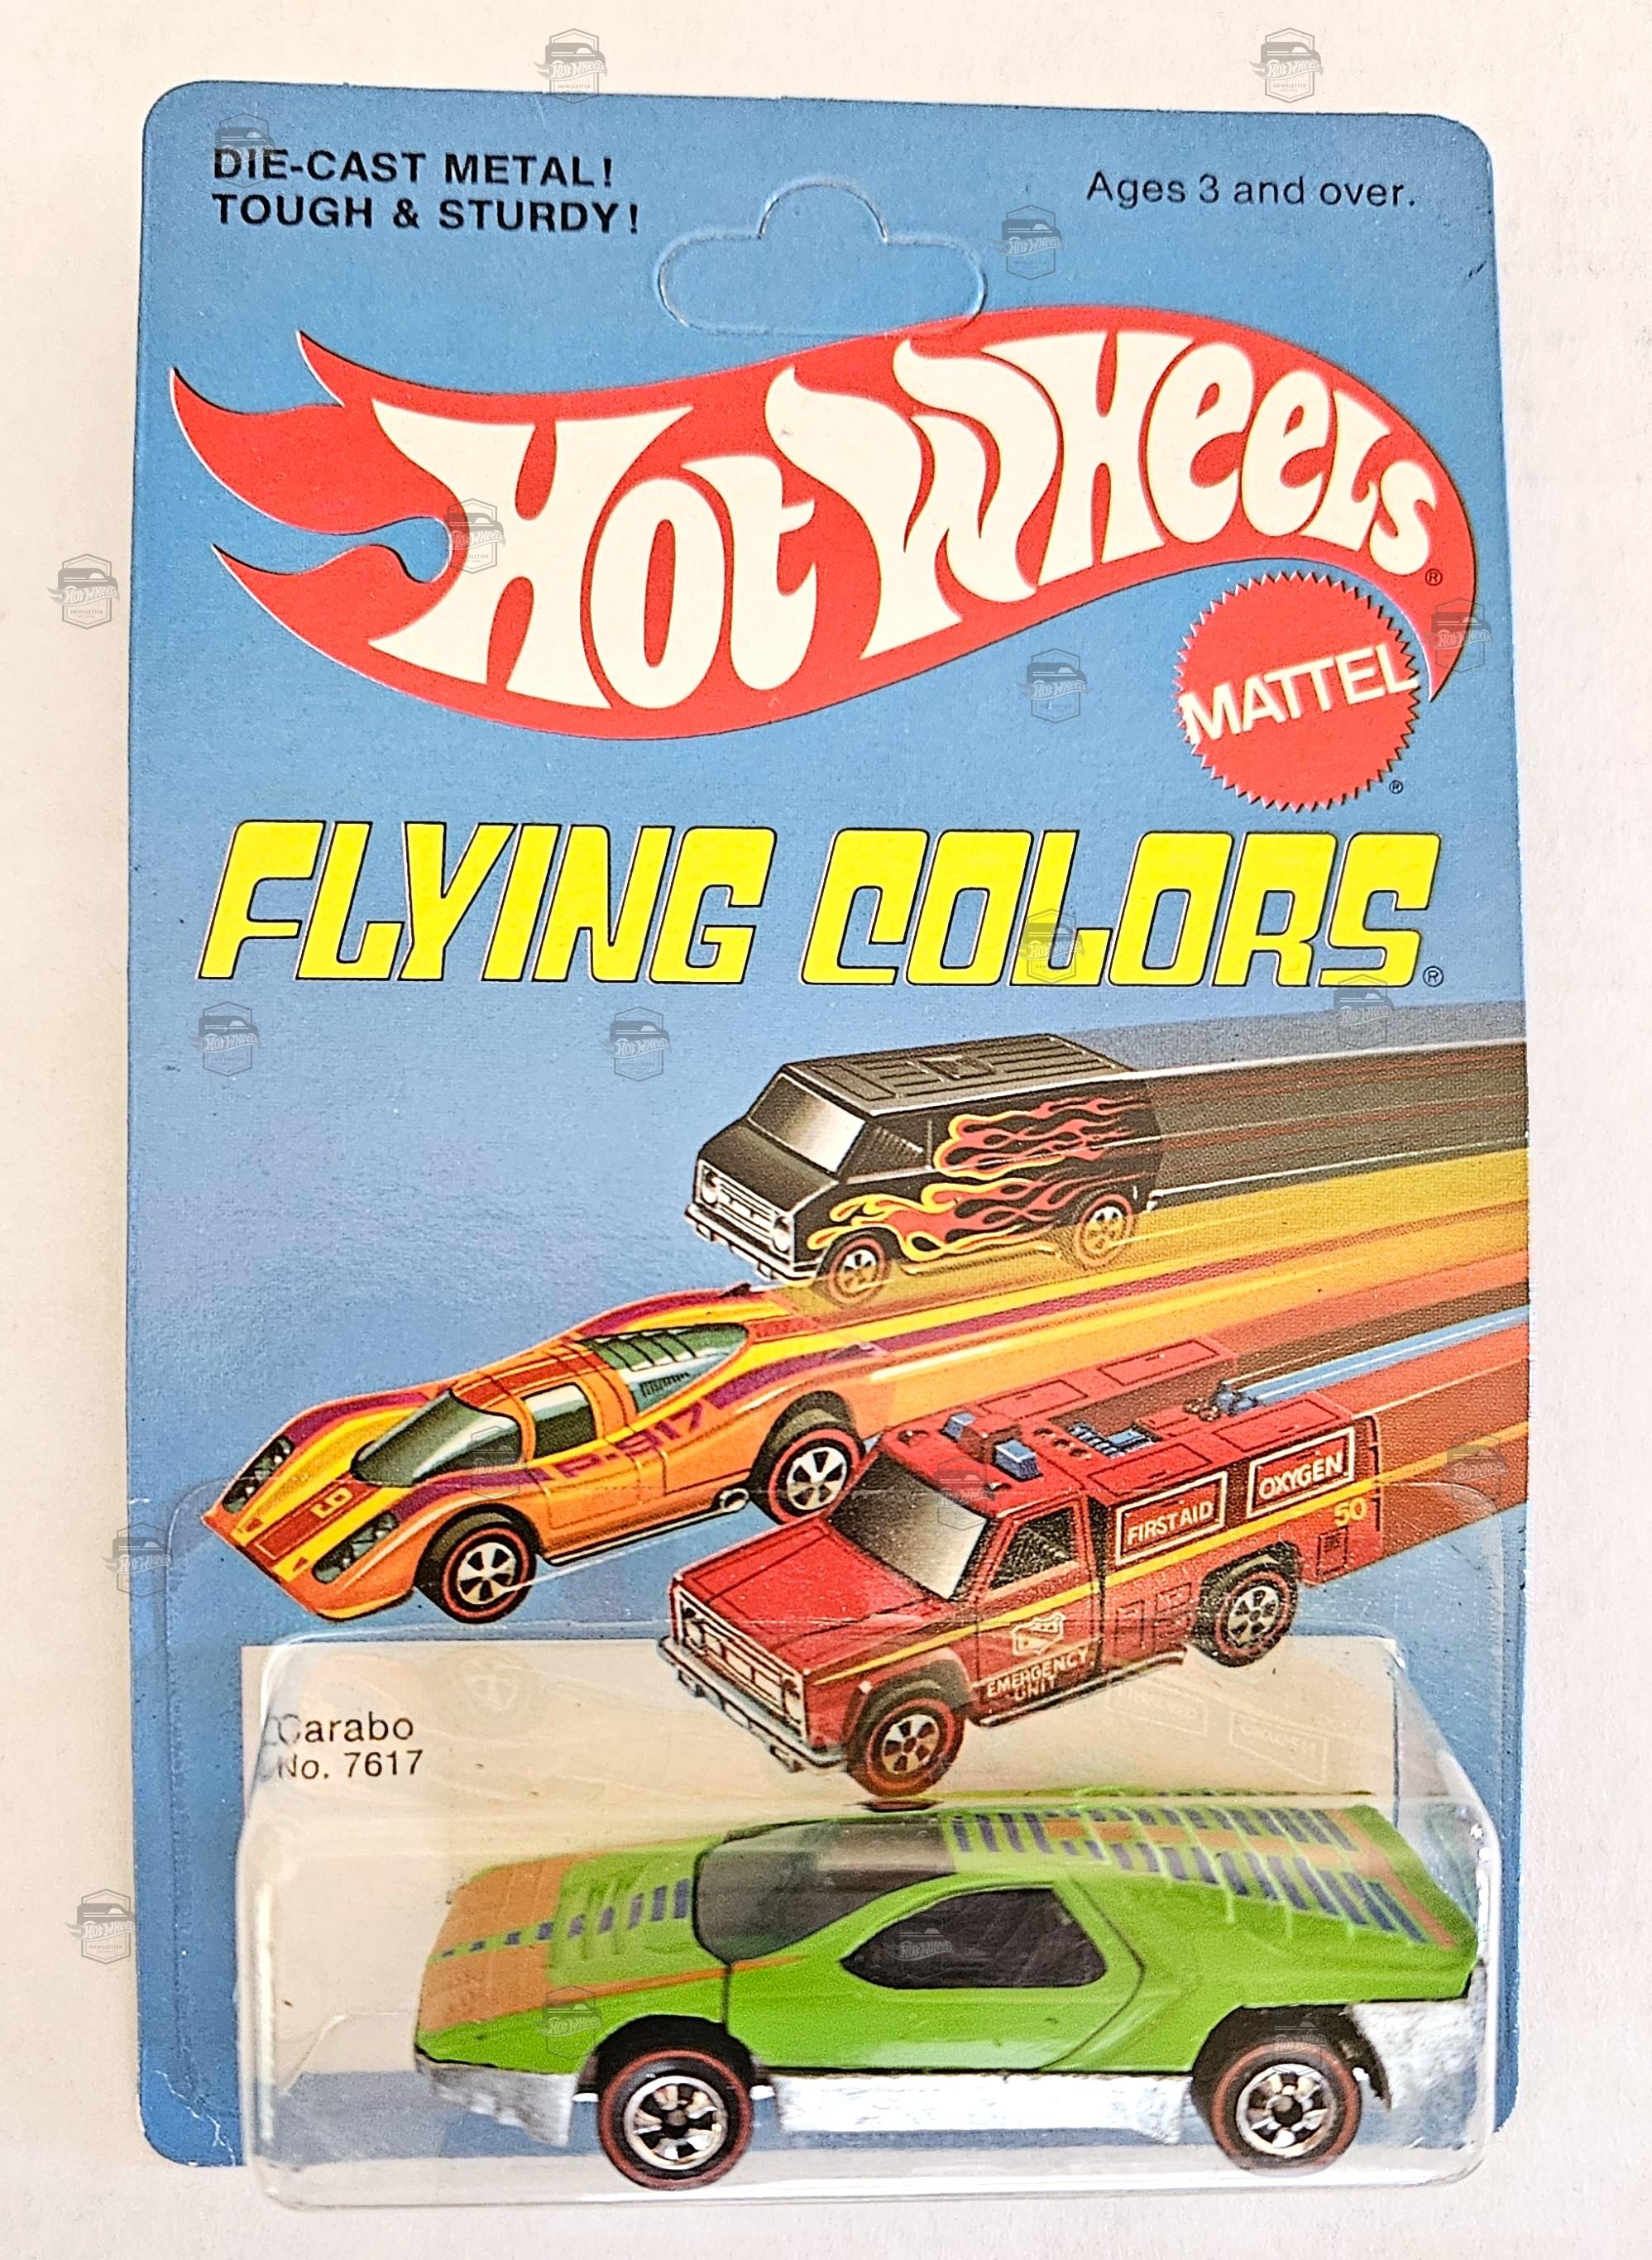 DIE-CAST METAL!
TOUGH & STURDY!
Ages 3 and over.
HOT WHEELS®
MATTEL®
FLYING COLORS®
P-917
FIRST AID
OXYGEN
50
EMERGENCY
UNIT
Carabo
No. 7617